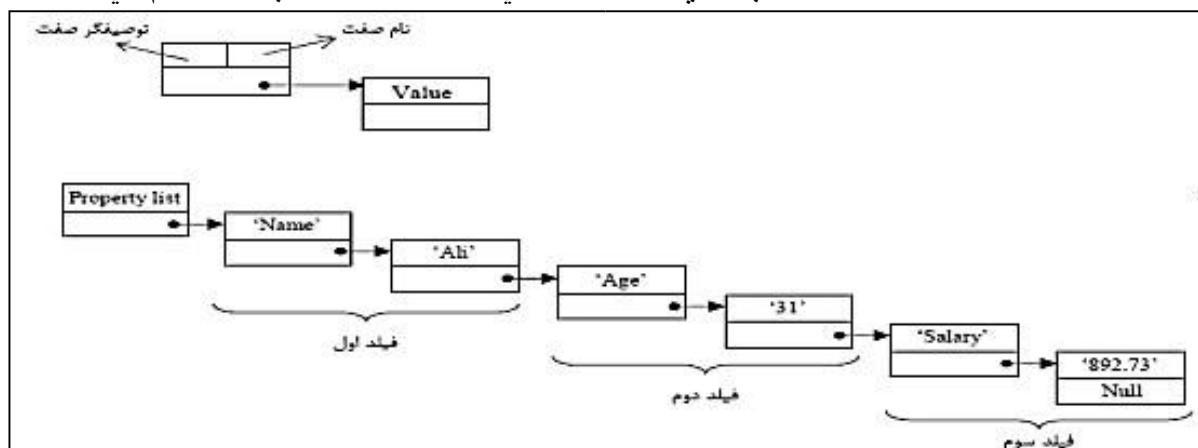 توصیفگر صفت
نام صفت
Value
Property list
‘Name’
‘Ali’
‘Age’
‘31’
‘Salary’
‘892.73’
Null
فیلد اول
فیلد دوم
فیلد سوم